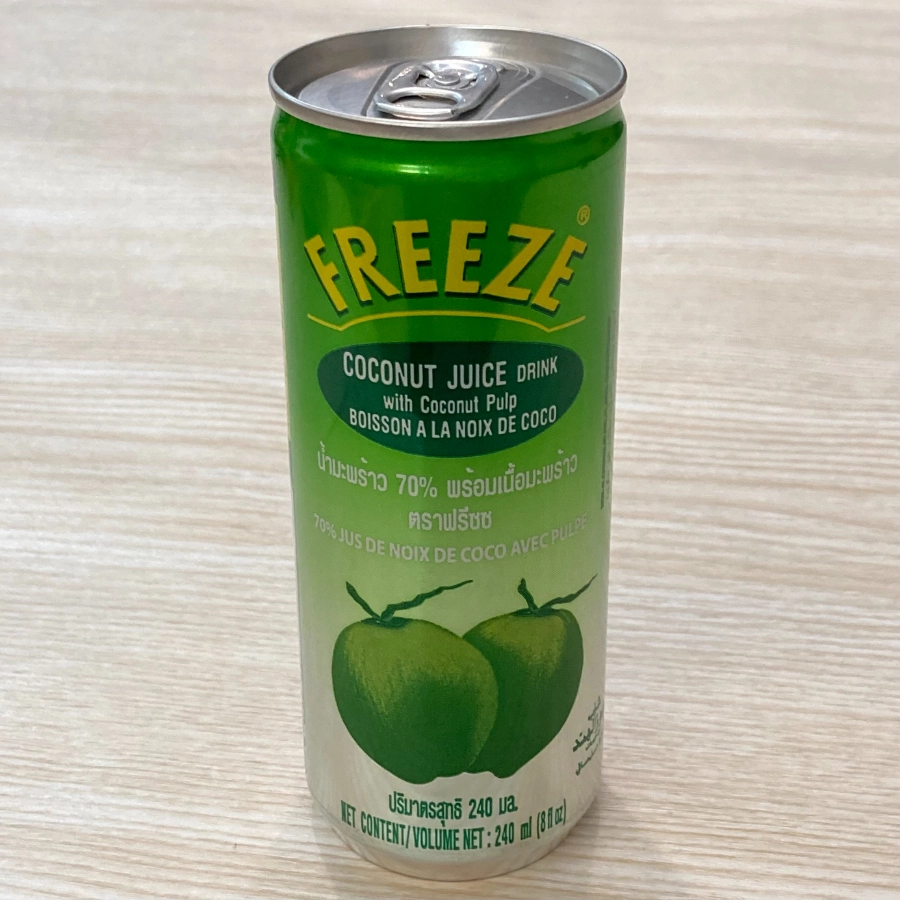 FREEZE®
COCONUT JUICE DRINK
with Coconut Pulp
BOISSON A LA NOIX DE COCO
น้ำมะพร้าว 70% พร้อมเนื้อมะพร้าว
ตราฟรีซซ
70% JUS DE NOIX DE COCO AVEC PULPE
ปริมาตรสุทธิ 240 มล.
NET CONTENT/VOLUME NET : 240 ml (8 fl oz)